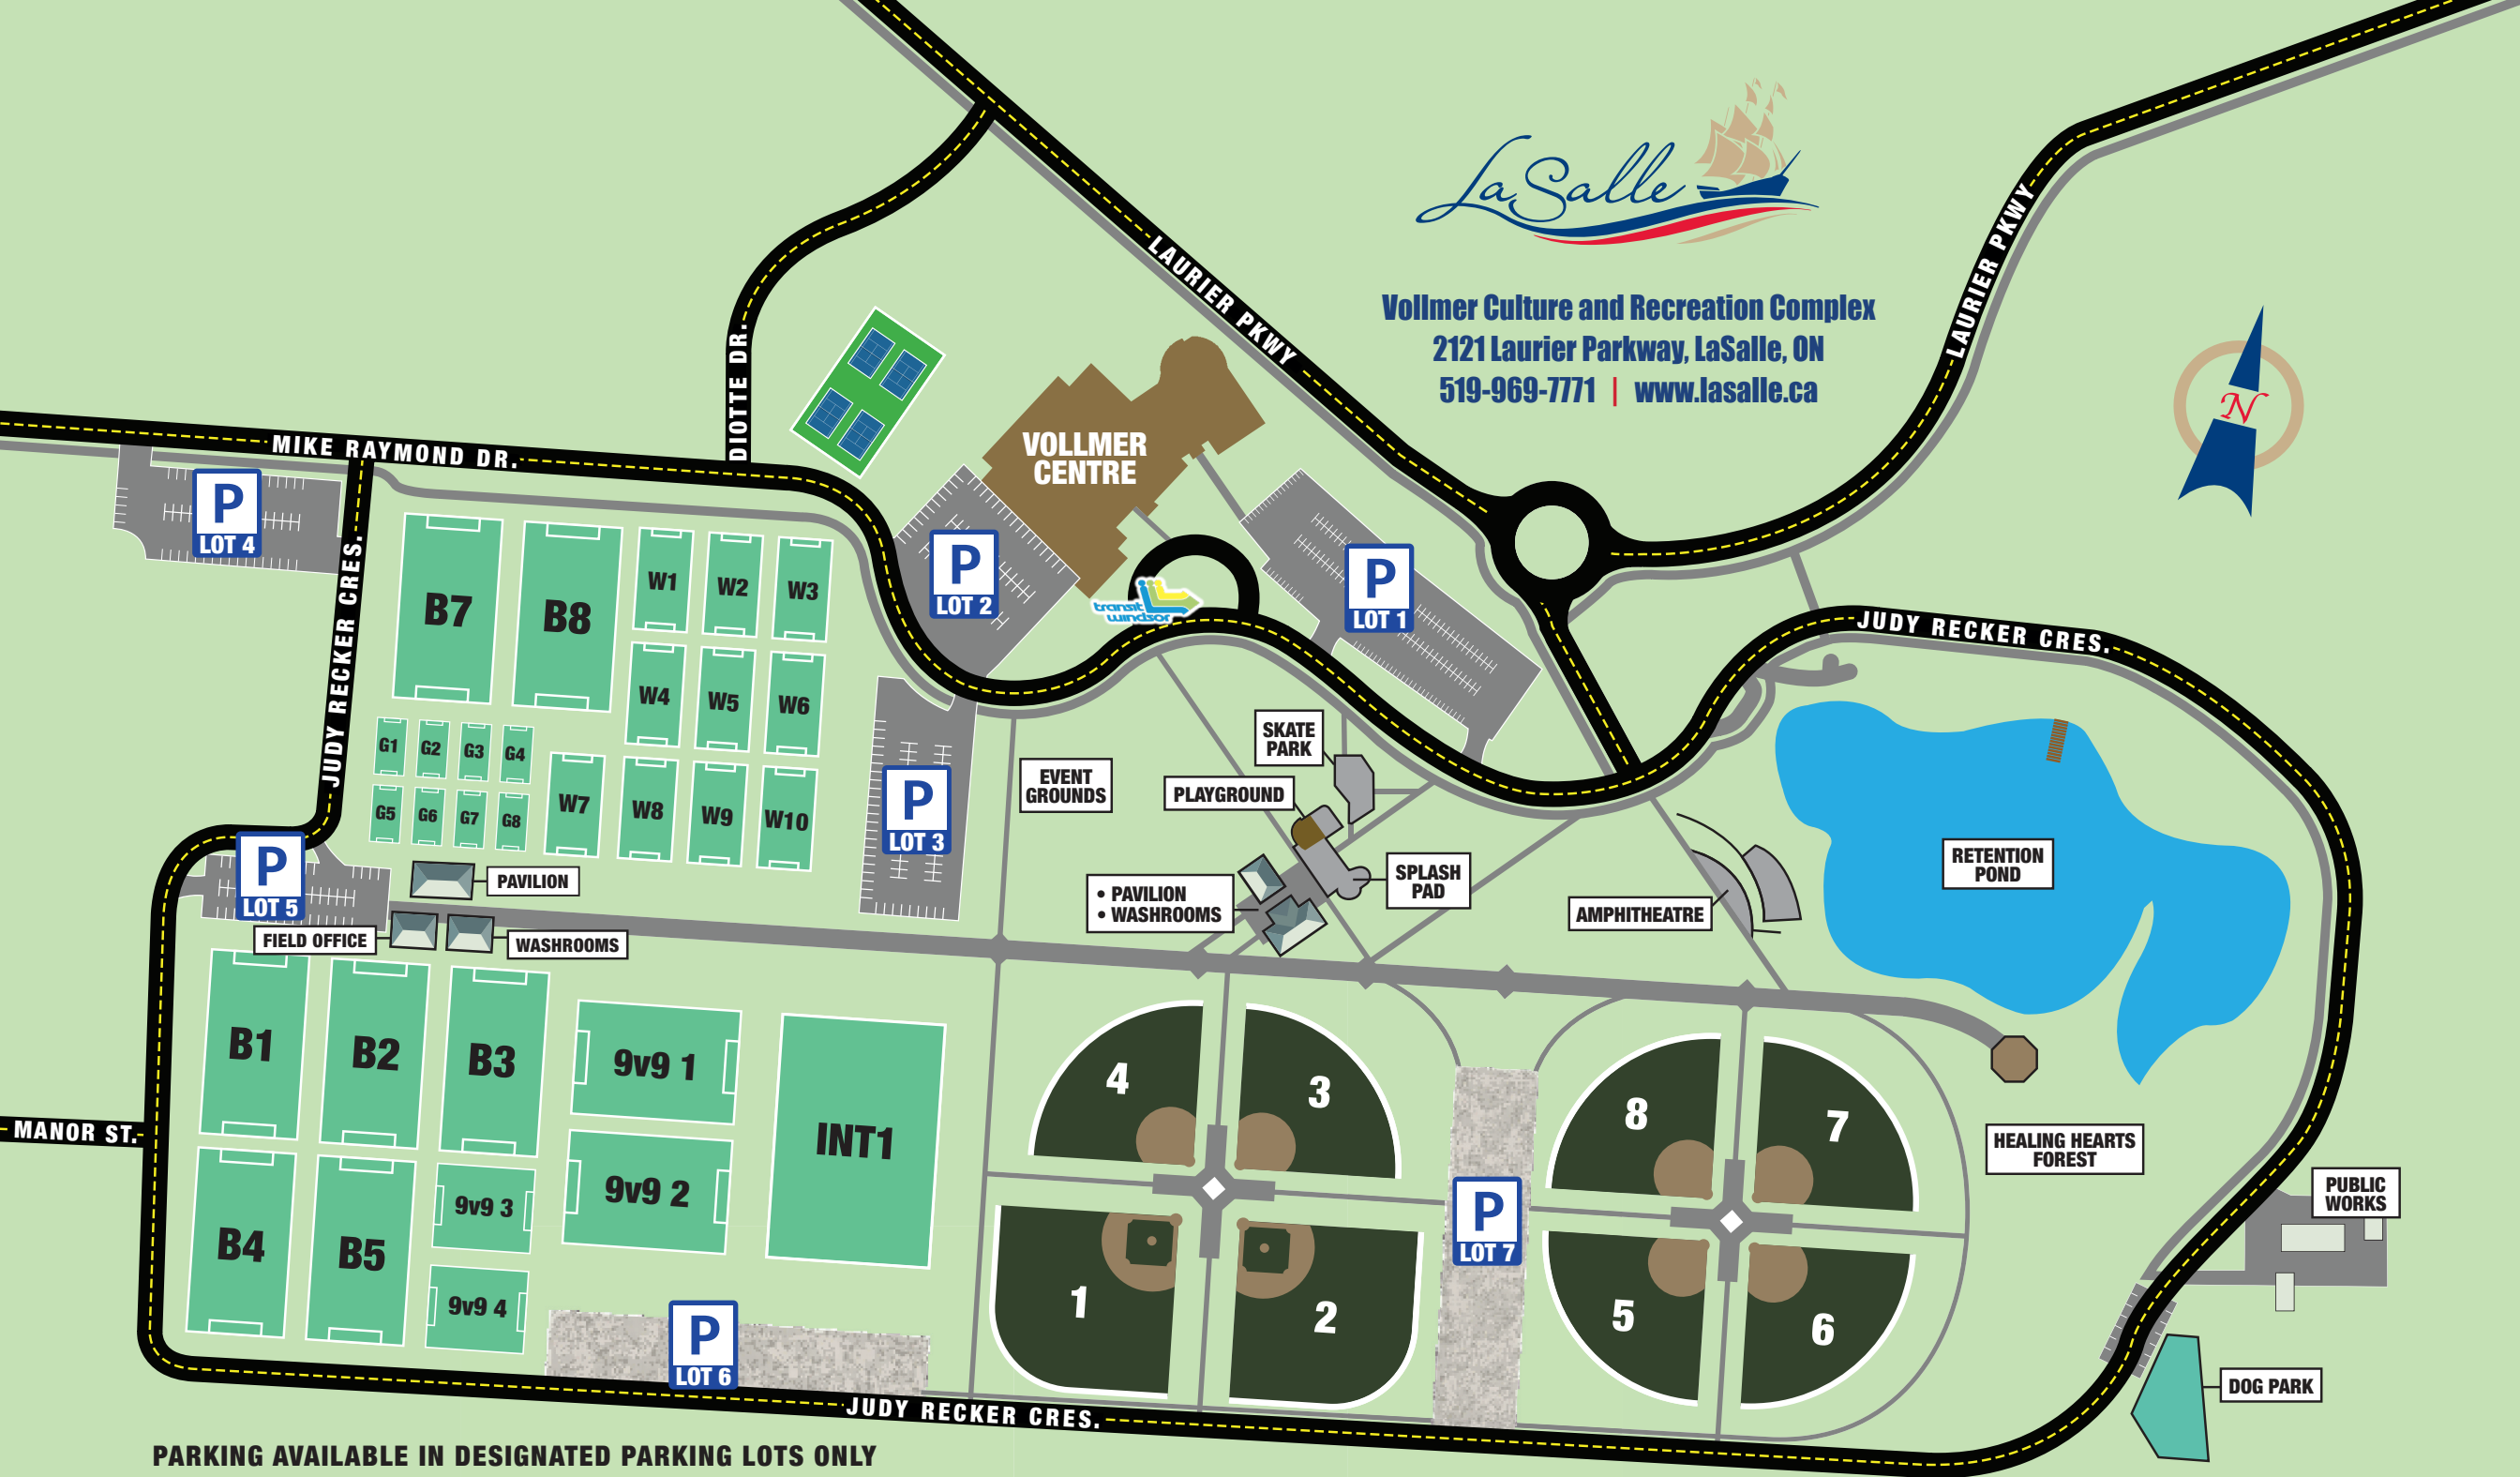 LaSalle
Vollmer Culture and Recreation Complex
2121 Laurier Parkway, LaSalle, ON
519-969-7771 | www.lasalle.ca
LAURIER PKWY
LAURIER PKWY
N
DIOTTE DR.
MIKE RAYMOND DR.
VOLLMER
CENTRE
P
LOT 4
P
LOT 2
P
LOT 1
transit
windsor
JUDY RECKER CRES.
JUDY RECKER CRES.
B7
B8
W1
W2
W3
W4
W5
W6
G1
G2
G3
G4
G5
G6
G7
G8
W7
W8
W9
W10
P
LOT 3
EVENT
GROUNDS
SKATE
PARK
PLAYGROUND
SPLASH
PAD
• PAVILION
• WASHROOMS
AMPHITHEATRE
RETENTION
POND
P
LOT 5
PAVILION
FIELD OFFICE
WASHROOMS
B1
B2
B3
9v9 1
INT1
4
3
8
7
MANOR ST.
HEALING HEARTS
FOREST
PUBLIC
WORKS
B4
B5
9v9 3
9v9 2
9v9 4
P
LOT 7
1
2
5
6
P
LOT 6
DOG PARK
JUDY RECKER CRES.
PARKING AVAILABLE IN DESIGNATED PARKING LOTS ONLY